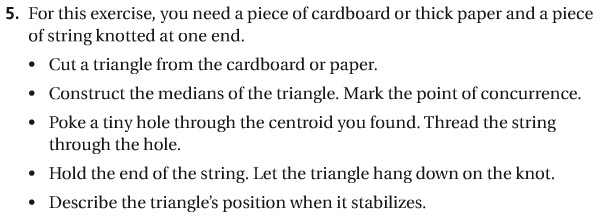 5. For this exercise, you need a piece of cardboard or thick paper and a piece
of string knotted at one end.
• Cut a triangle from the cardboard or paper.
• Construct the medians of the triangle. Mark the point of concurrence.
• Poke a tiny hole through the centroid you found. Thread the string
through the hole.
• Hold the end of the string. Let the triangle hang down on the knot.
• Describe the triangle's position when it stabilizes.